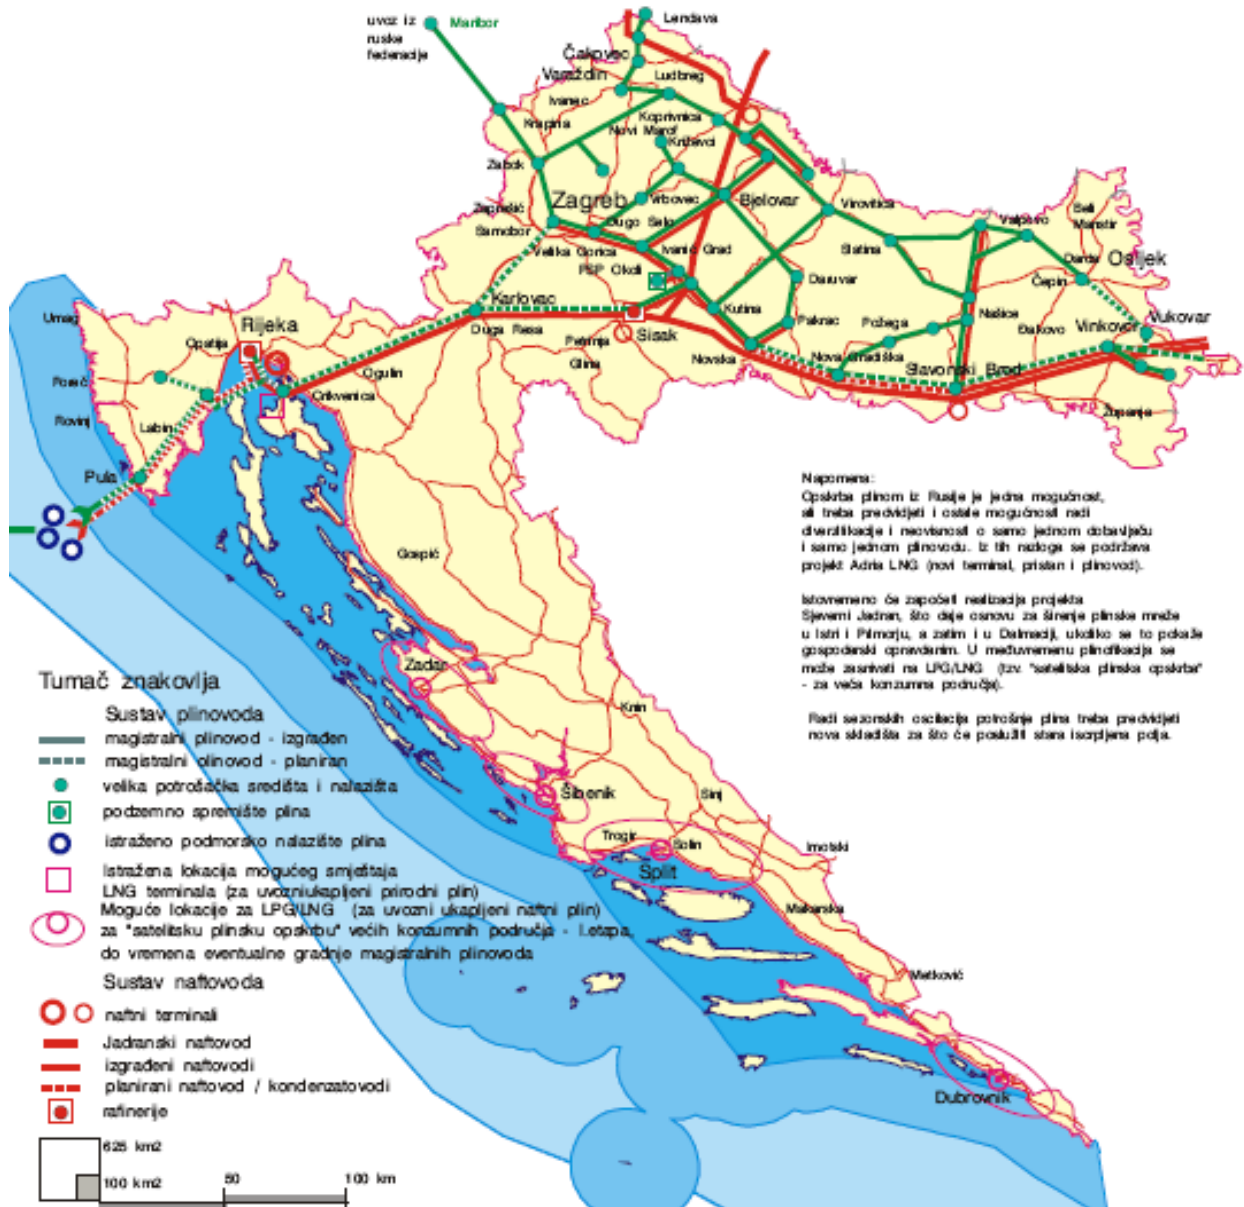 uvoz iz
ruske
federacije
Maribor
Lendava
Čakovec
Varaždin
Ludbreg
Ivanec
Krapina
Koprivnica
Novi Marof
Križevci
Zabok
Zagreb
Vrbovec
Bjelovar
Virovitica
Zaprešić
Samobor
Dugo Selo
Velika Gorica
Ivanić Grad
PSP Okoli
Slatina
Valpovo
Beli
Manstir
Darda
Osijek
Čepin
Daruvar
Karlovac
Kutina
Pakrac
Požega
Našice
Đakovo
Vinkovci
Vukovar
Umag
Rijeka
Opatija
Duga Resa
Petrinja
Sisak
Glina
Novska
Nova Gradiška
Slavonski Brod
Poreč
Ogulin
Crikvenica
Rovinj
Labin
Županja
Pula
Gospić
Zadar
Knin
Šibenik
Sinj
Trogir
Solin
Split
Imotski
Makarska
Metković
Dubrovnik
Napomena:
Opskrba plinom iz Rusije je jedna mogućnost,
ali treba predvidjeti i ostale mogućnosti radi
diverzifikacije i neovisnosti o samo jednom dobavljaču
i samo jednom plinovodu. Iz tih razloga se podržava
projekt Adria LNG (novi terminal, pristan i plinovod).
Istovremeno će započeti realizacija projekta
Sjeverni Jadran, što daje osnovu za širenje plinske mreže
u Istri i Primorju, a zatim i u Dalmaciji, ukoliko se to pokaže
gospodarski opravdanim. U međuvremenu plinofikacija se
može zasnivati na LPG/LNG (tzv. "satelitska plinska opskrba"
- za veća konzumna područja).
Radi sezonskih oscilacija potrošnje plina treba predvidjeti
nova skladišta za što će poslužiti stara iscrpljena polja.
Tumač znakovlja
Sustav plinovoda
magistralni plinovod - izgrađen
magistralni plinovod - planiran
velika potrošačka središta i nalazišta
podzemno spremište plina
istraženo podmorsko nalazište plina
Istražena lokacija mogućeg smještaja
LNG terminala (za uvozniukapljeni prirodni plin)
Moguće lokacije za LPG/LNG (za uvozni ukapljeni naftni plin)
za "satelitsku plinsku opskrbu" većih konzumnih područja - I.etapa,
do vremena eventualne gradnje magistralnih plinovoda
Sustav naftovoda
naftni terminali
Jadranski naftovod
izgrađeni naftovodi
planirani naftovod / kondenzatovodi
rafinerije
625 km2
100 km2
50
100 km